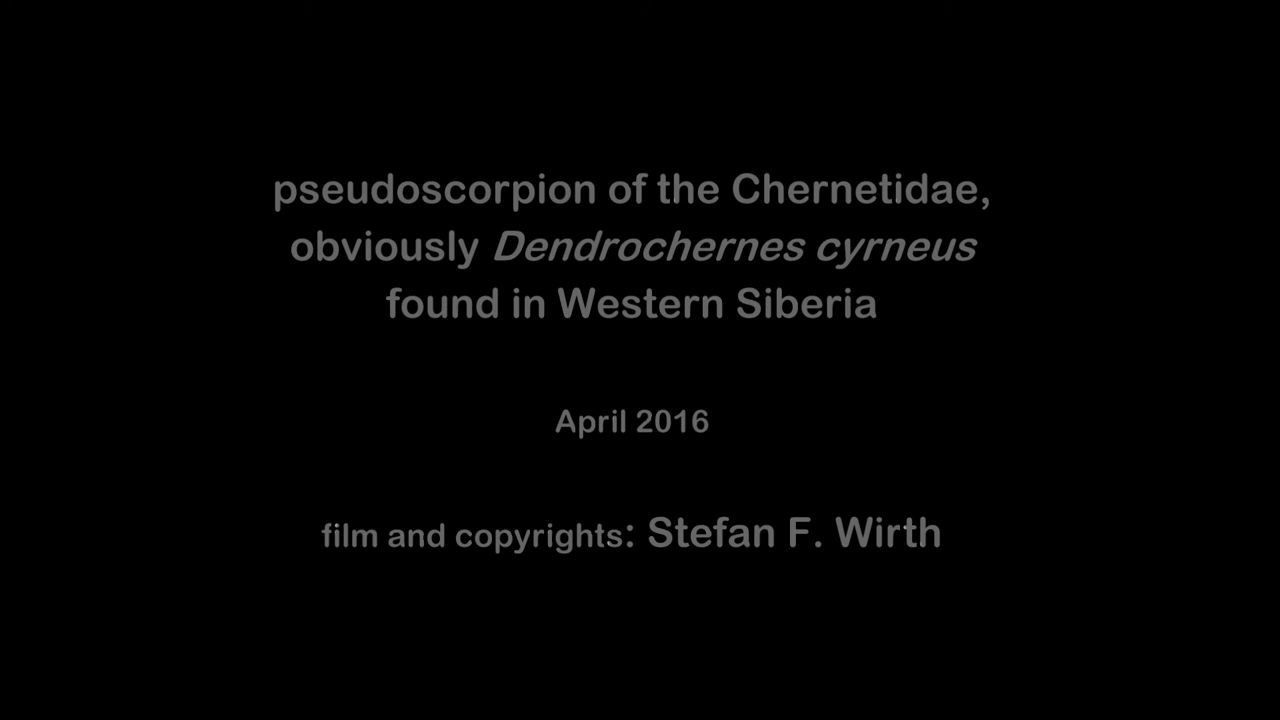 pseudoscorpion of the Chernetidae,
obviously Dendrochernes cyrneus
found in Western Siberia
April 2016
film and copyrights: Stefan F. Wirth